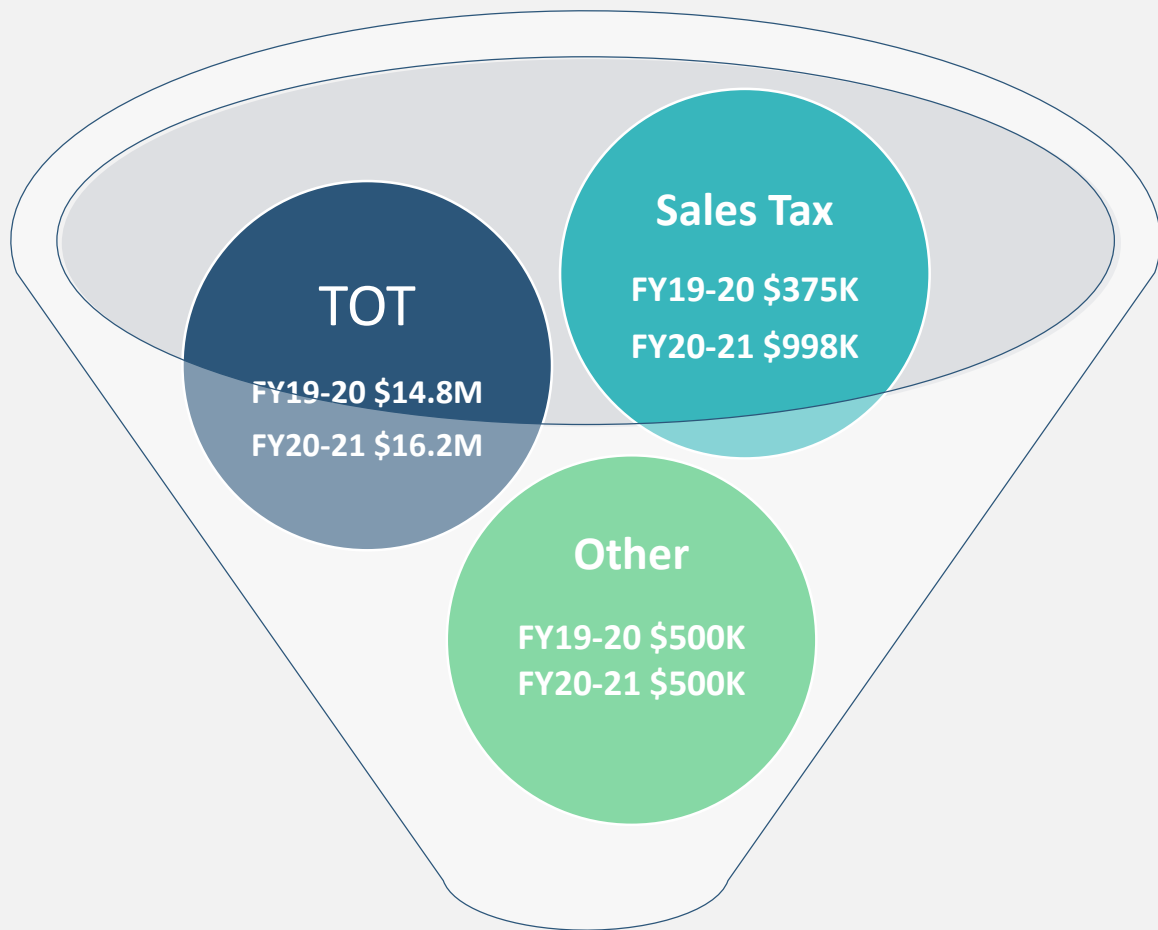 TOT
FY19-20 $14.8M
FY20-21 $16.2M
Sales Tax
FY19-20 $375K
FY20-21 $998K
Other
FY19-20 $500K
FY20-21 $500K